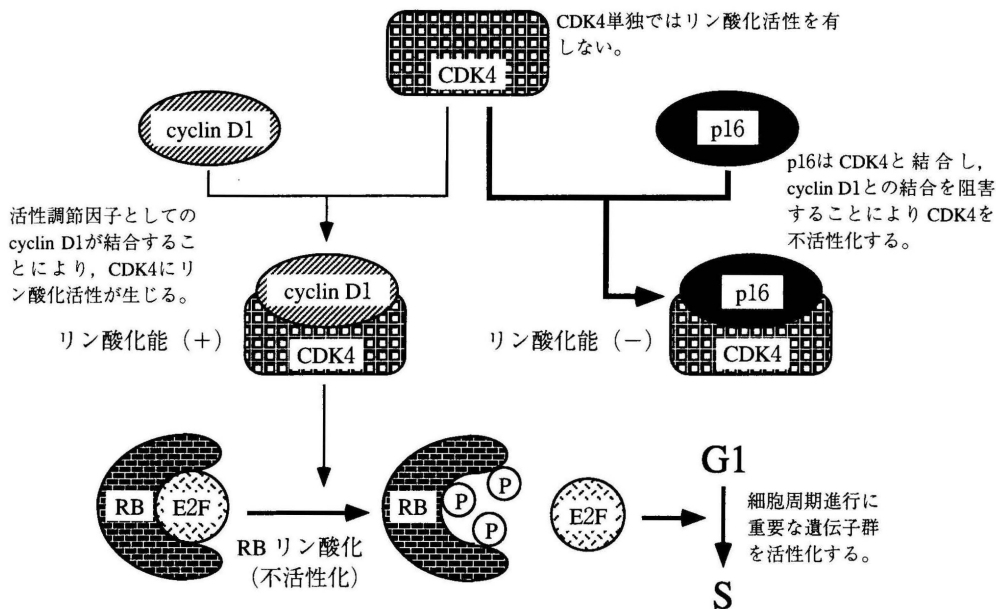 CDK4単独ではリン酸化活性を有
しない。
CDK4
cyclin D1
p16
p16はCDK4と結合し，
cyclin D1との結合を阻害
することによりCDK4を
不活性化する。
活性調節因子としての
cyclin D1が結合するこ
とにより，CDK4にリ
ン酸化活性が生じる。
cyclin D1
CDK4
リン酸化能（＋）
p16
CDK4
リン酸化能（－）
RB
E2F
RB リン酸化
（不活性化）
RB
P
P
P
E2F
G1
細胞周期進行に
重要な遺伝子群
を活性化する。
S